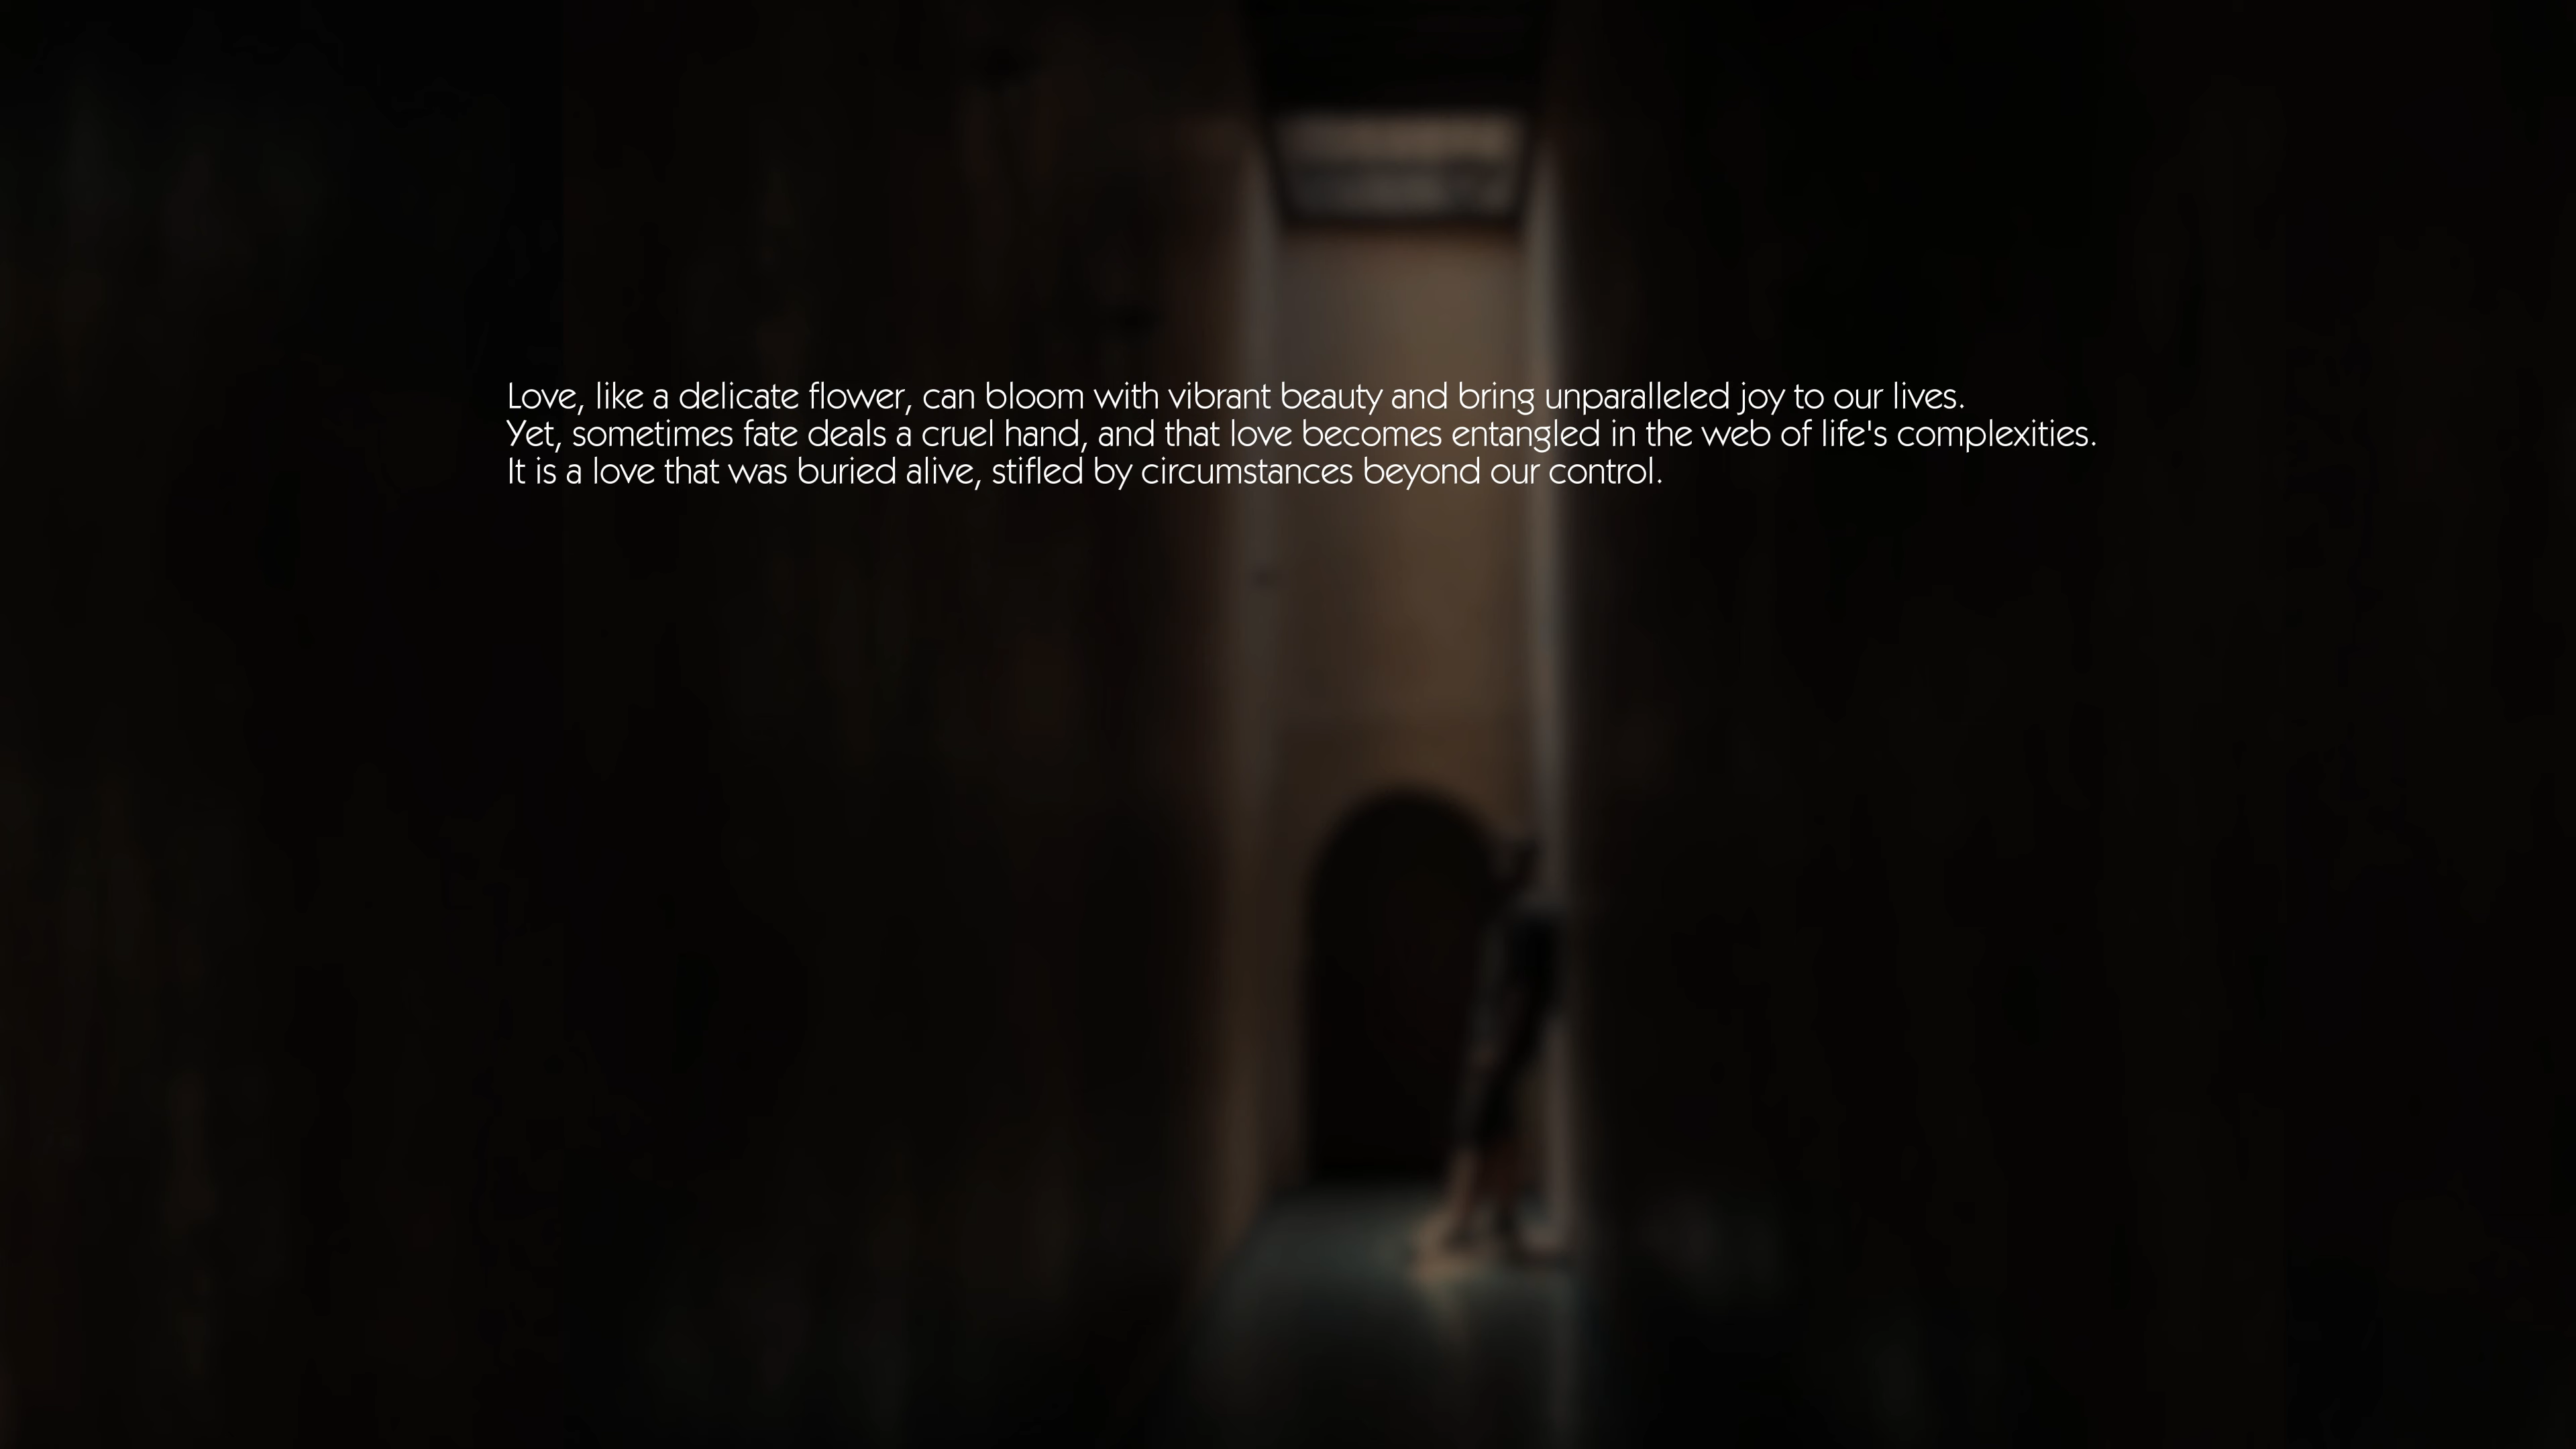 Love, like a delicate flower, can bloom with vibrant beauty and bring unparalleled joy to our lives.
Yet, sometimes fate deals a cruel hand, and that love becomes entangled in the web of life's complexities.
It is a love that was buried alive, stifled by circumstances beyond our control.